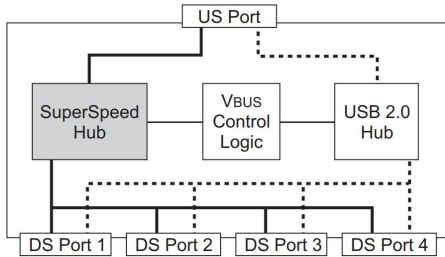 US Port
SuperSpeed
Hub
VBUS
Control
Logic
USB 2.0
Hub
DS Port 1
DS Port 2
DS Port 3
DS Port 4